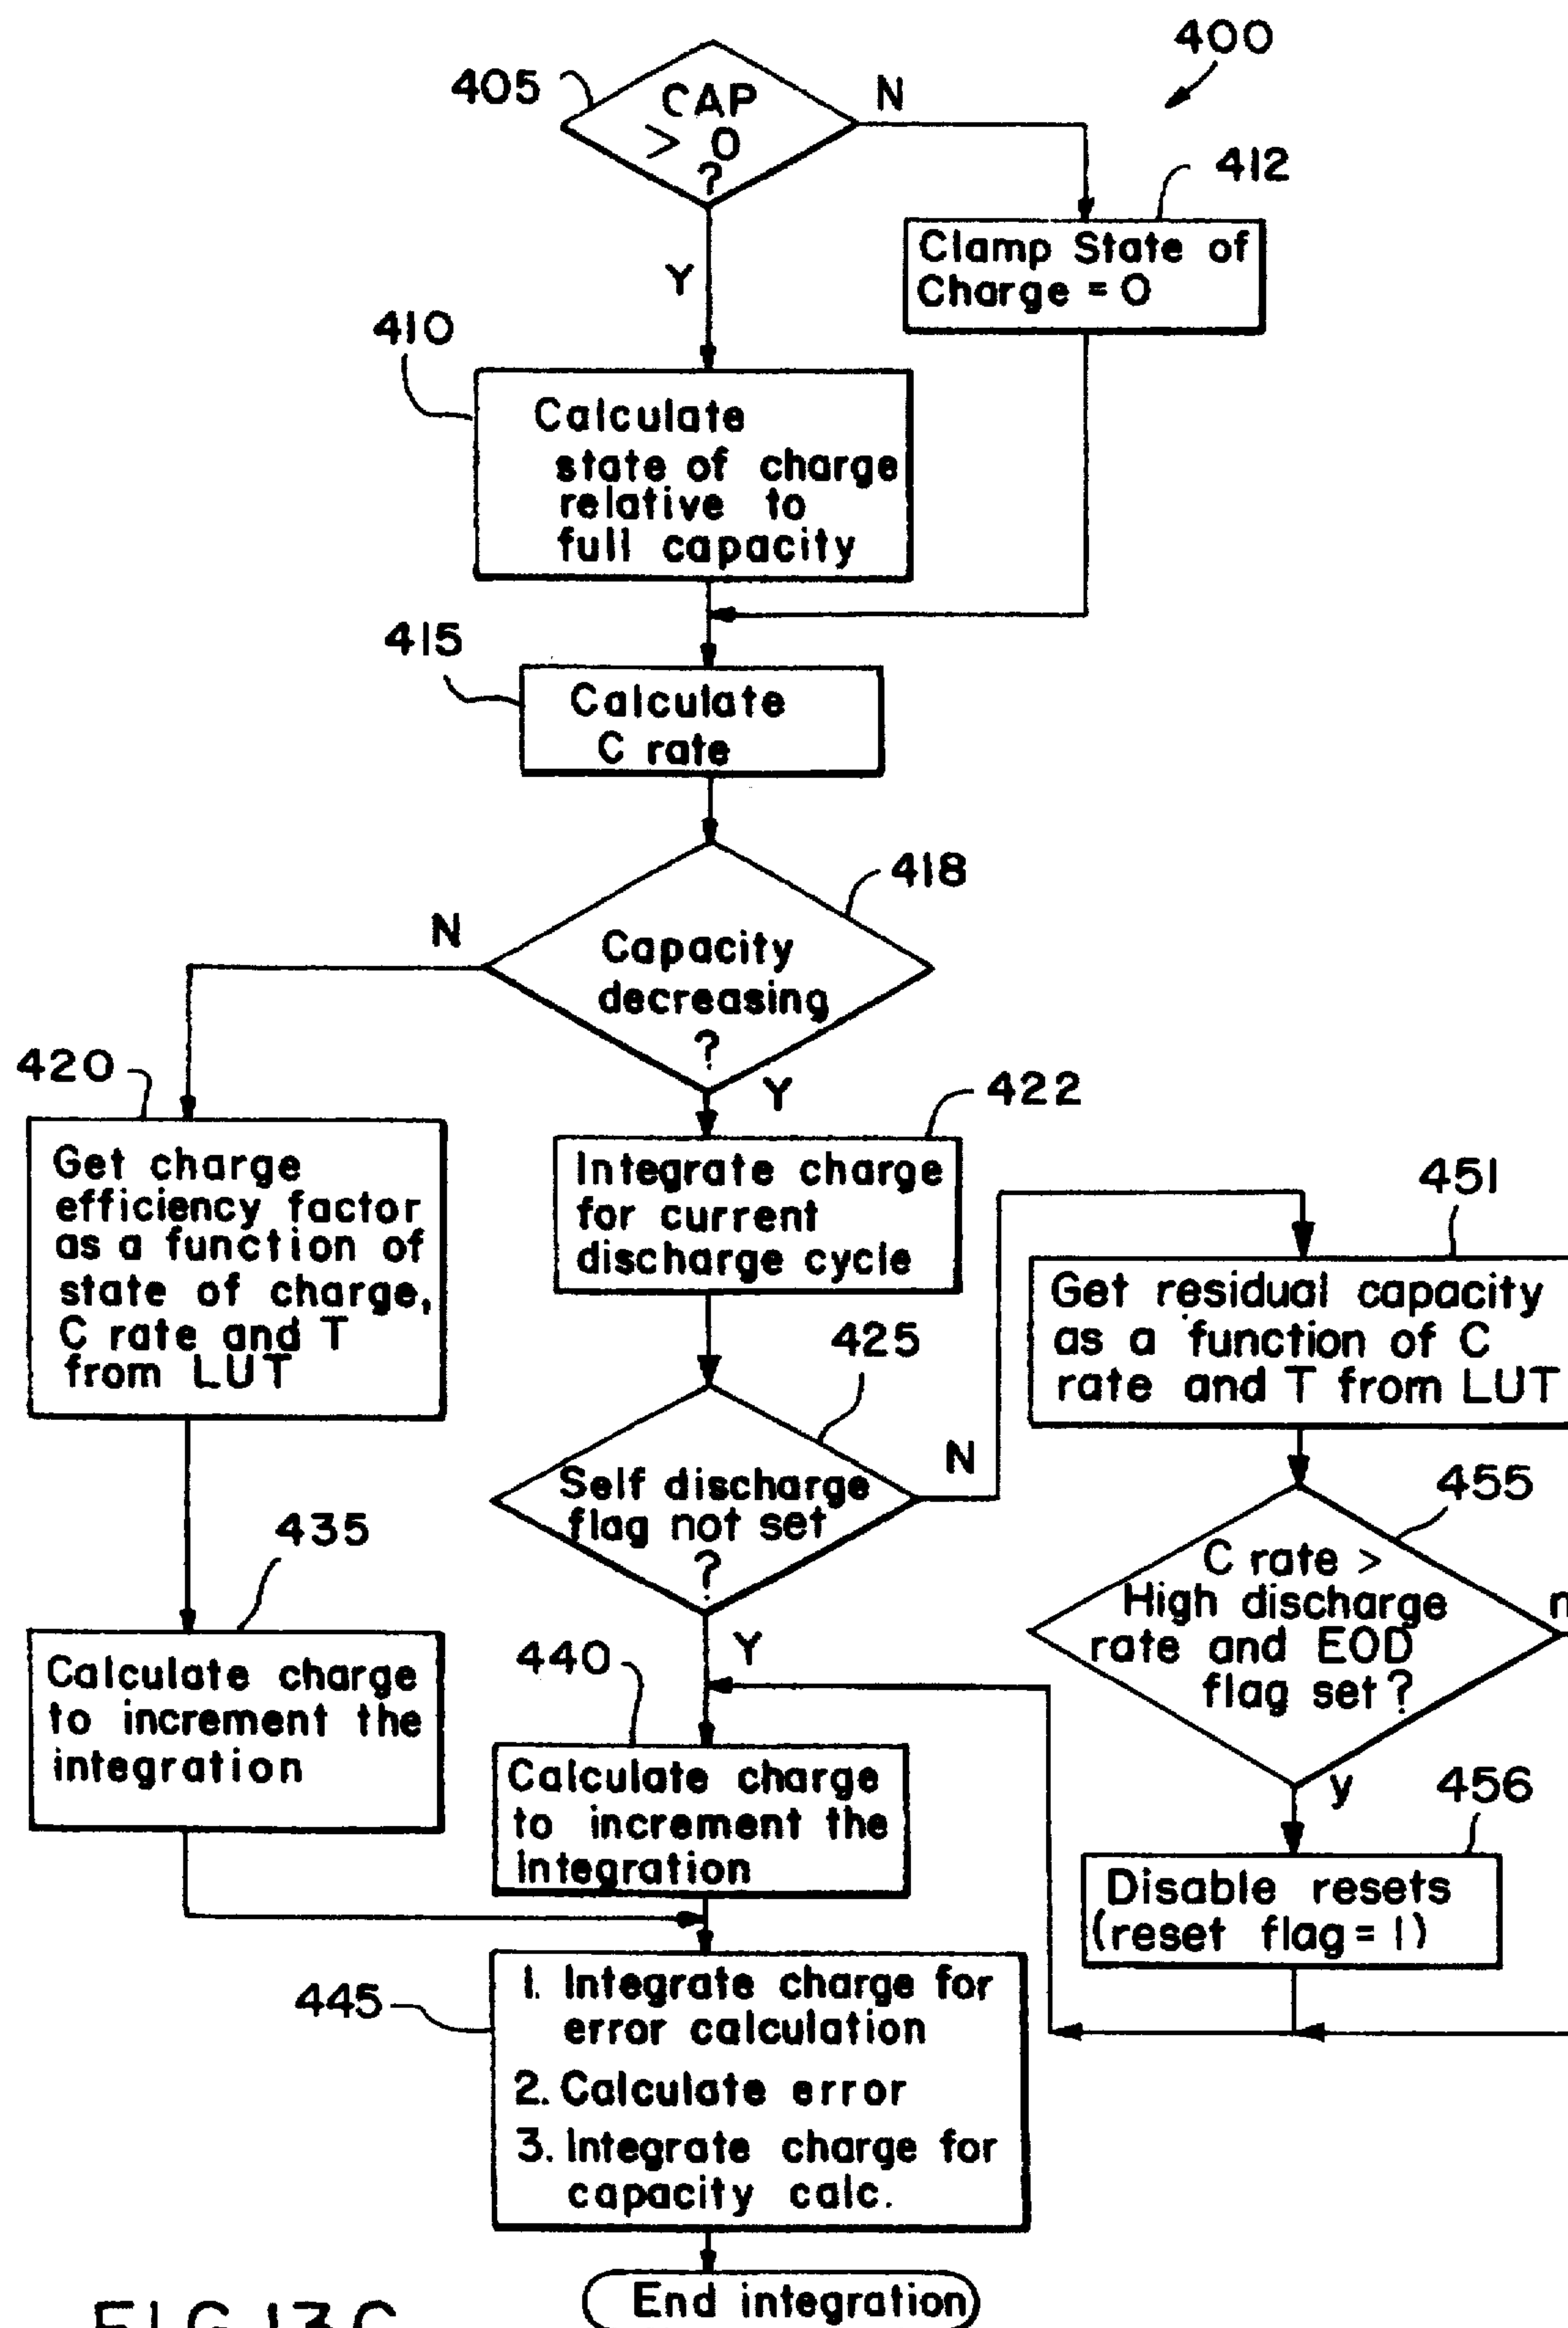 400
405
CAP
> 0
?
N
412
Clamp State of
Charge = 0
Y
410
Calculate
state of charge
relative to
full capacity
415
Calculate
C rate
418
N
Capacity
decreasing
?
Y
420
Get charge
efficiency factor
as a function of
state of charge,
C rate and T
from LUT
422
Integrate charge
for current
discharge cycle
451
Get residual capacity
as a function of C
rate and T from LUT
425
N
Self discharge
flag not set
?
Y
455
C rate >
High discharge
rate and EOD
flag set?
y
435
Calculate charge
to increment the
integration
440
Calculate charge
to increment the
Integration
456
Disable resets
(reset flag = 1)
445
1. Integrate charge for
error calculation
2. Calculate error
3. Integrate charge for
capacity calc.
End integration
FIG.13C